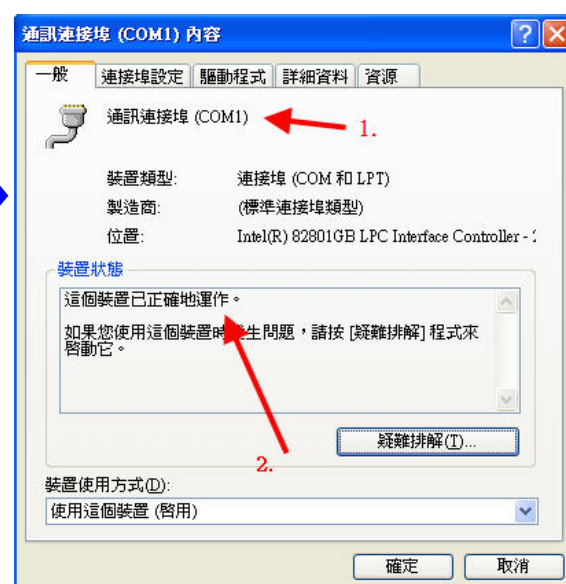 通訊連接埠 (COM1) 內容
一般 連接埠設定 驅動程式 詳細資料 資源
通訊連接埠 (COM1)
1.
裝置類型: 連接埠 (COM 和 LPT)
製造商: (標準連接埠類型)
位置: Intel(R) 82801GB LPC Interface Controller -
裝置狀態
這個裝置已正確地運作。
如果您使用這個裝置時發生問題，請按 [疑難排解] 程式來
啓動它。
疑難排解(T)...
2.
裝置使用方式(D):
使用這個裝置 (啓用)
確定 取消